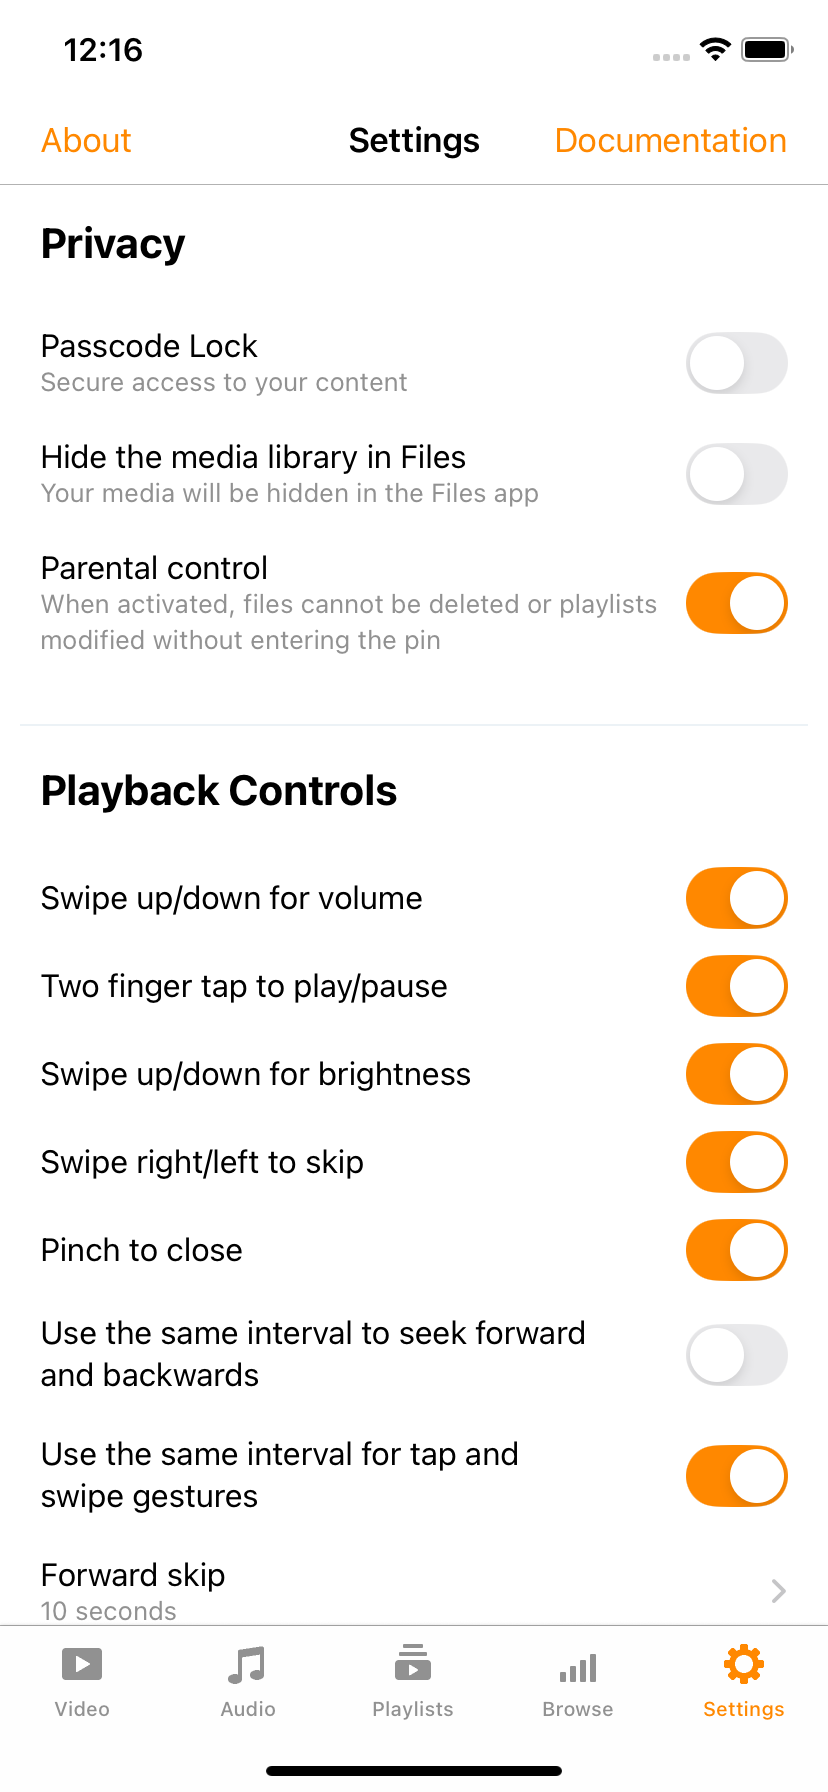 12:16
About Settings Documentation
Privacy
Passcode Lock
Secure access to your content
Hide the media library in Files
Your media will be hidden in the Files app
Parental control
When activated, files cannot be deleted or playlists
modified without entering the pin
Playback Controls
Swipe up/down for volume
Two finger tap to play/pause
Swipe up/down for brightness
Swipe right/left to skip
Pinch to close
Use the same interval to seek forward
and backwards
Use the same interval for tap and
swipe gestures
Forward skip
10 seconds
Video Audio Playlists Browse Settings